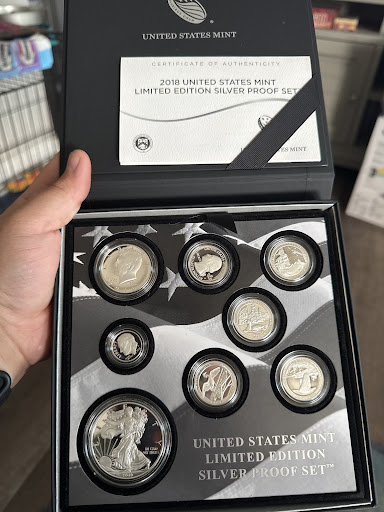 UNITED STATES MINT
CERTIFICATE OF AUTHENTICITY
2018 UNITED STATES MINT
LIMITED EDITION SILVER PROOF SET
STATES MINT
UNITED STATES MINT
LIMITED EDITION
SILVER PROOF SET™